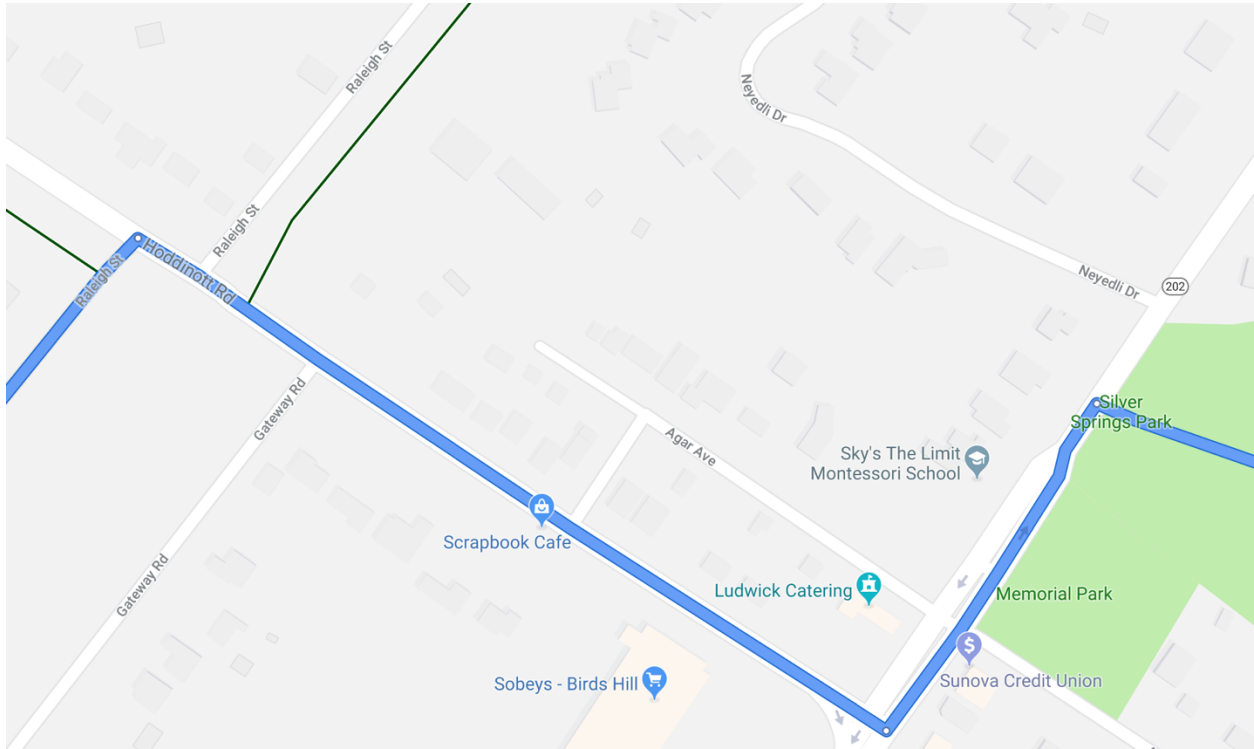 Raleigh St
Neyedli Dr
Raleigh St
Raleigh St
Hoddinott Rd
Neyedli Dr
202
Gateway Rd
Silver
Springs Park
Agar Ave
Sky's The Limit
Montessori School
Scrapbook Cafe
Gateway Rd
Ludwick Catering
Memorial Park
$
Sobeys - Birds Hill
Sunova Credit Union